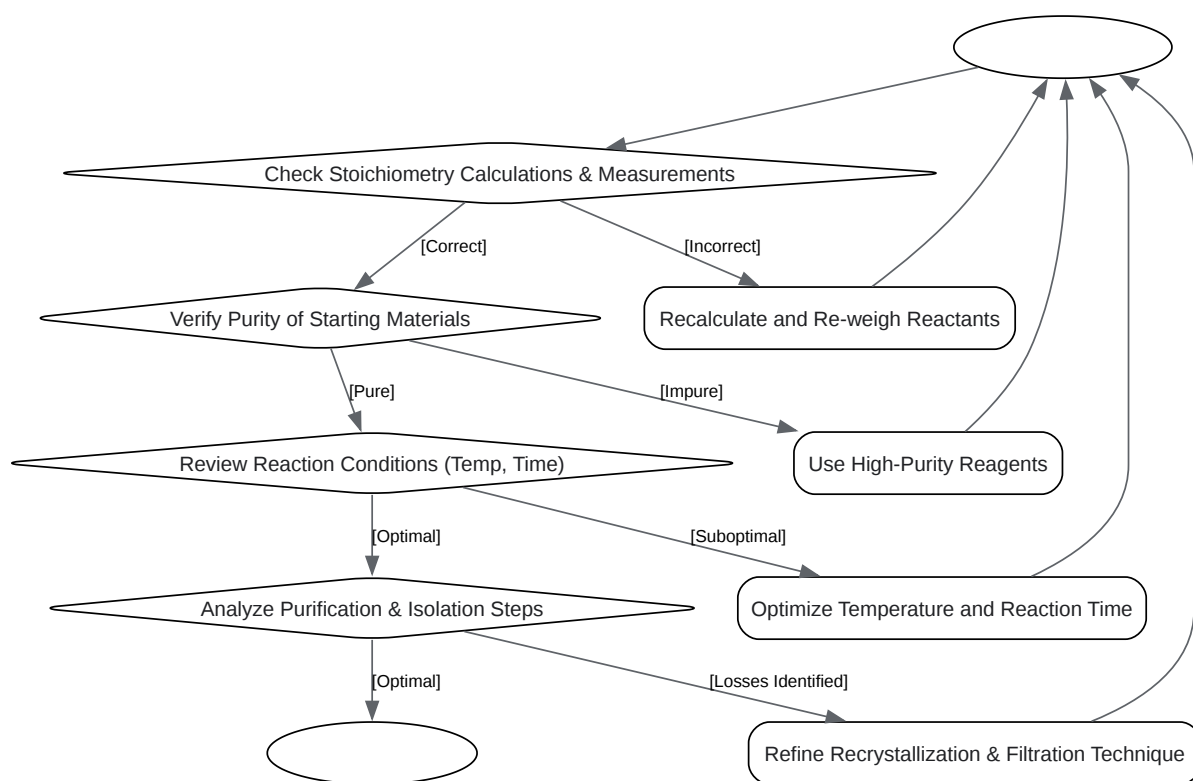 Check Stoichiometry Calculations & Measurements
[Correct]
[Incorrect]
Verify Purity of Starting Materials
Recalculate and Re-weigh Reactants
[Pure]
[Impure]
Review Reaction Conditions (Temp, Time)
Use High-Purity Reagents
[Optimal]
[Suboptimal]
Analyze Purification & Isolation Steps
Optimize Temperature and Reaction Time
[Optimal]
[Losses Identified]
Refine Recrystallization & Filtration Technique